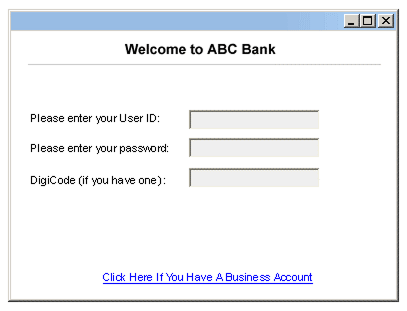 Welcome to ABC Bank
Please enter your User ID:
Please enter your password:
DigiCode (if you have one):
Click Here If You Have A Business Account